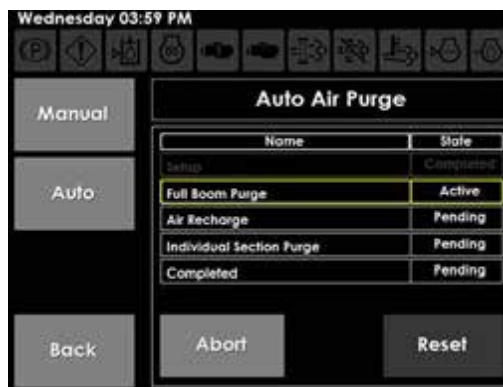 Wednesday 03:59 PM
Manual
Auto Air Purge
Name State
Setup Completed
Auto
Full Boom Purge Active
Air Recharge Pending
Individual Section Purge Pending
Completed Pending
Back
Abort
Reset